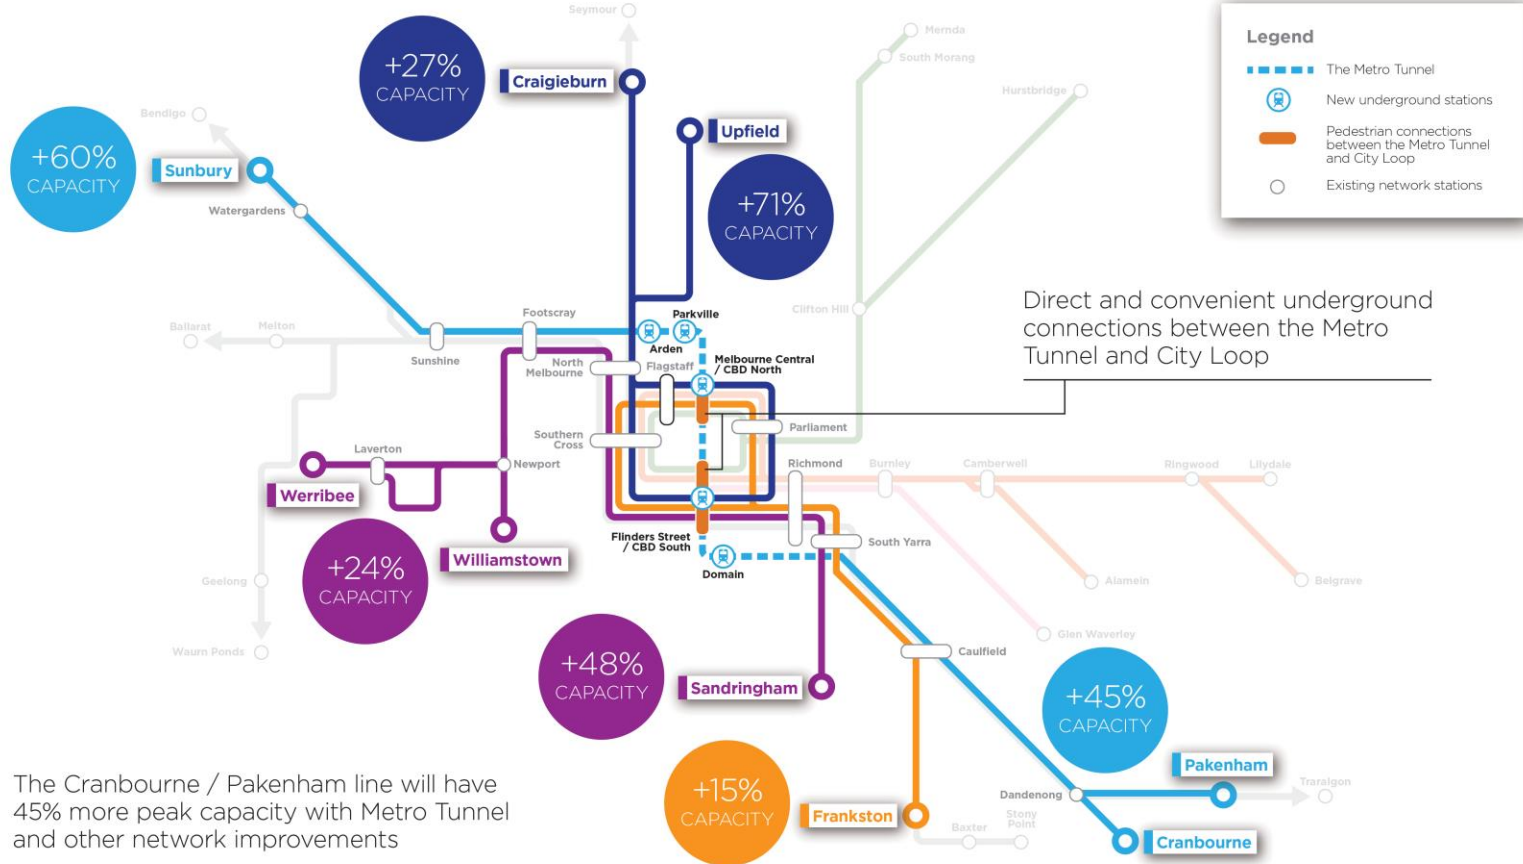 Seymour
+27%
CAPACITY
Craigieburn
Mernda
South Morang
Hurstbridge
Legend
The Metro Tunnel
New underground stations
Pedestrian connections
between the Metro Tunnel
and City Loop
Existing network stations
Bendigo
+60%
CAPACITY
Sunbury
Upfield
+71%
CAPACITY
Watergardens
Ballarat
Melton
Sunshine
Footscray
Arden
Parkville
North
Melbourne
Flagstaff
Melbourne Central
/ CBD North
Clifton Hill
Direct and convenient underground
connections between the Metro
Tunnel and City Loop
Southern
Cross
Parliament
Laverton
Newport
Werribee
Richmond
Burnley
Camberwell
Ringwood
Lilydale
+24%
CAPACITY
Williamstown
Flinders Street
/ CBD South
Domain
South Yarra
Geelong
Alamein
Belgrave
Waurn Ponds
Glen Waverley
Caulfield
+48%
CAPACITY
Sandringham
+45%
CAPACITY
Pakenham
Traralgon
Dandenong
+15%
CAPACITY
Frankston
Baxter
Stony
Point
Cranbourne
The Cranbourne / Pakenham line will have
45% more peak capacity with Metro Tunnel
and other network improvements